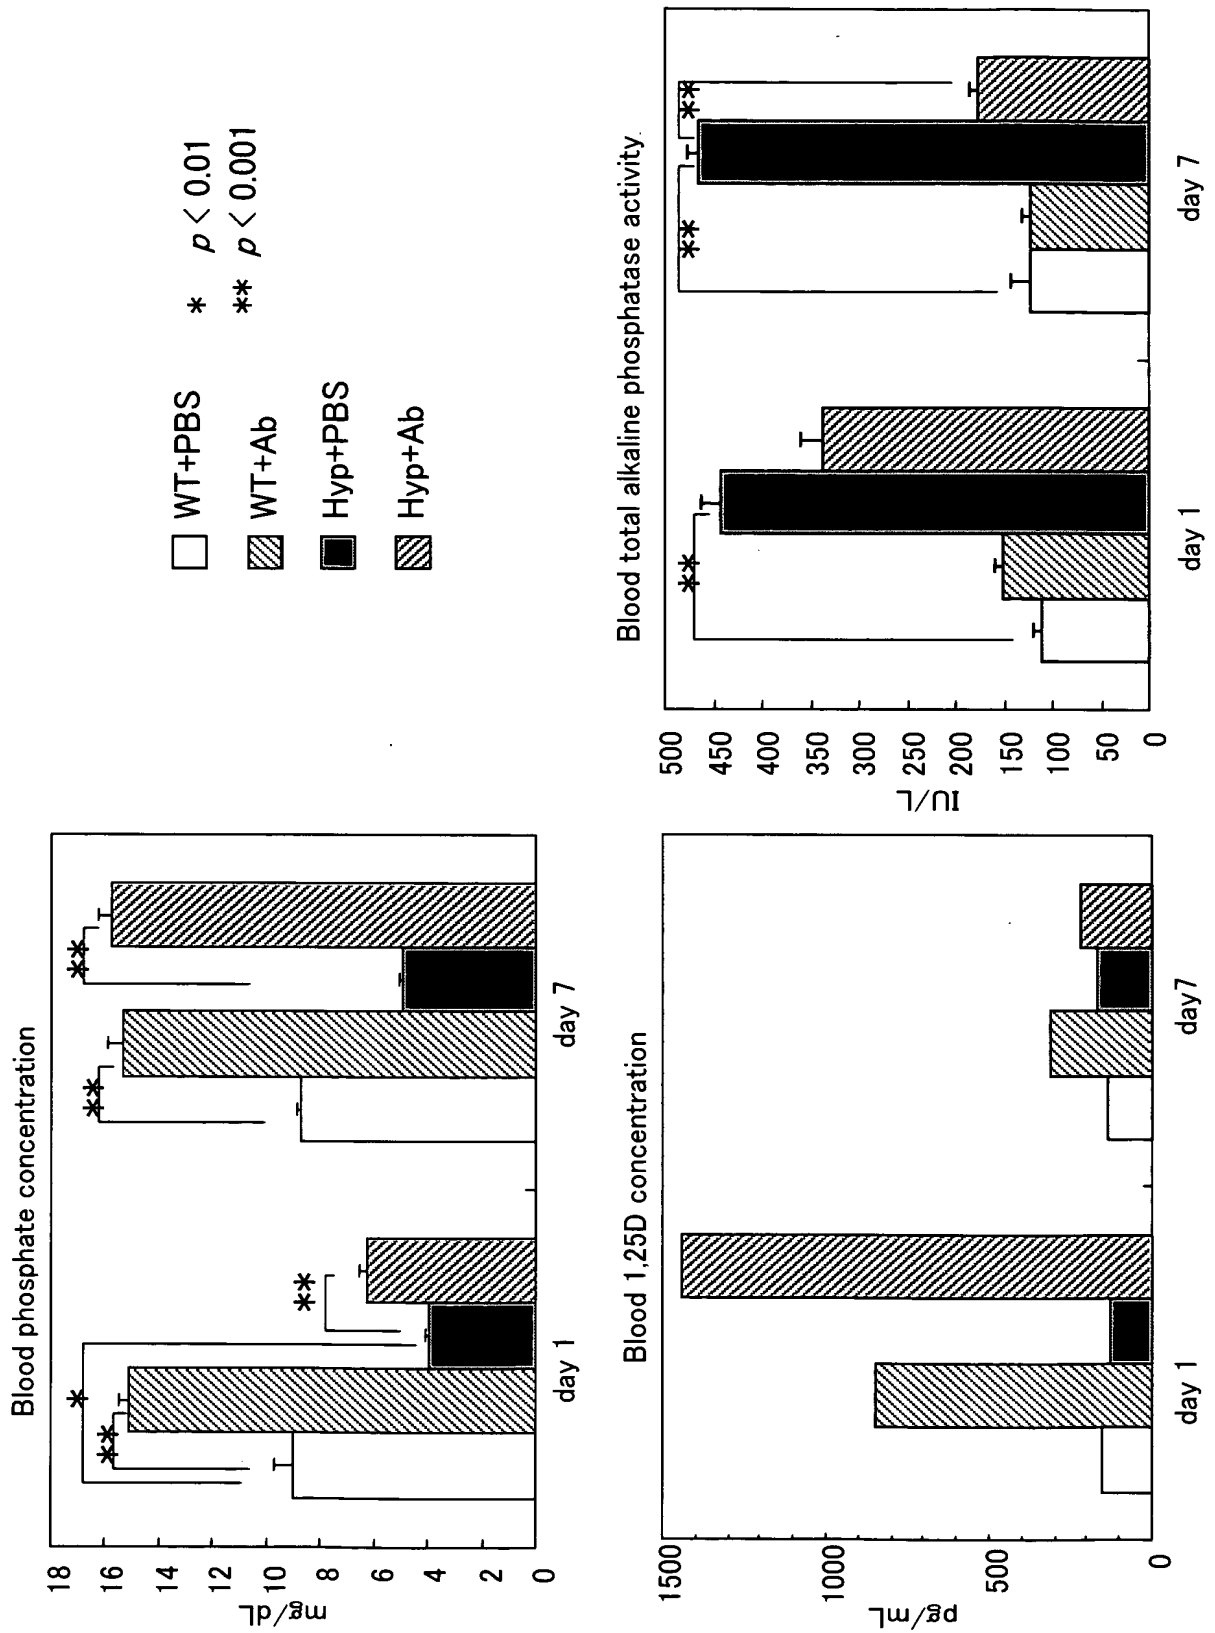 Blood phosphate concentration
mg/dL
18
16
14
12
10
8
6
4
2
0
*
**
**
**
**
day 1
day 7
WT+PBS
WT+Ab
Hyp+PBS
Hyp+Ab
* p < 0.01
** p < 0.001
Blood 1,25D concentration
pg/mL
1500
1000
500
0
day 1
day7
Blood total alkaline phosphatase activity
IU/L
500
450
400
350
300
250
200
150
100
50
0
**
**
**
day 1
day 7